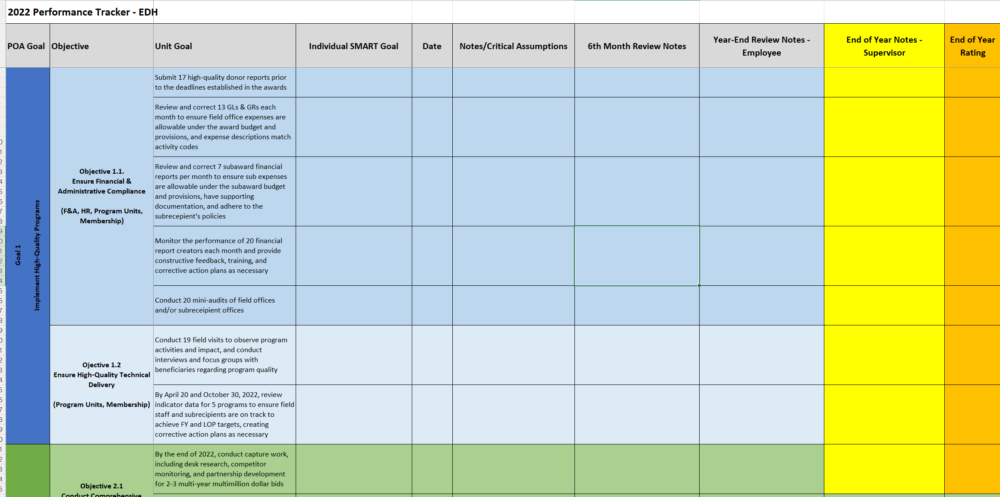 2022 Performance Tracker - EDH
POA Goal
Objective
Unit Goal
Individual SMART Goal
Date
Notes/Critical Assumptions
6th Month Review Notes
Year-End Review Notes -
Employee
End of Year Notes -
Supervisor
End of Year
Rating
Goal 1
Implement High-Quality Programs
Objective 1.1.
Ensure Financial &
Administrative Compliance
(F&A, HR, Program Units,
Membership)
Submit 17 high-quality donor reports prior
to the deadlines established in the awards
Review and correct 13 GLs & GRs each
month to ensure field office expenses are
allowable under the award budget and
provisions, and expense descriptions match
activity codes
Review and correct 7 subaward financial
reports per month to ensure sub expenses
are allowable under the subaward budget
and provisions, have supporting
documentation, and adhere to the
subrecepient's policies
Monitor the performance of 20 financial
report creators each month and provide
constructive feedback, training, and
corrective action plans as necessary
Conduct 20 mini-audits of field offices
and/or subreceipient offices
Ojective 1.2
Ensure High-Quality Technical
Delivery
(Program Units, Membership)
Conduct 19 field visits to observe program
activities and impact, and conduct
interviews and focus groups with
beneficiaries regarding program quality
By April 20 and October 30, 2022, review
indicator data for 5 programs to ensure field
staff and subrecipients are on track to
achieve FY and LOP targets, creating
corrective action plans as necessary
Objective 2.1
Conduct Comprehensive
By the end of 2022, conduct capture work,
including desk research, competitor
monitoring, and partnership development
for 2-3 multi-year multimillion dollar bids